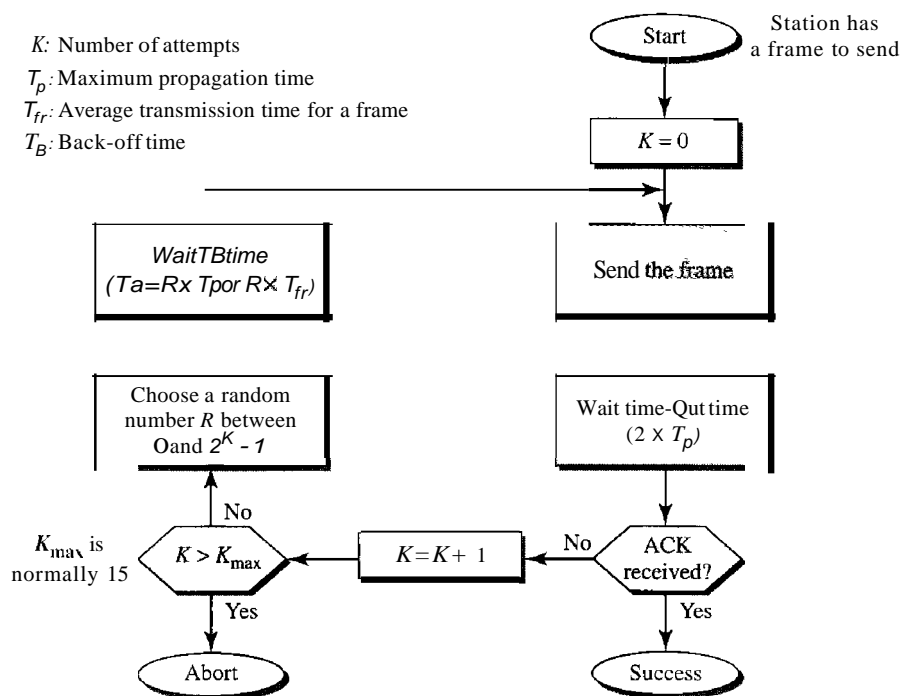 K: Number of attempts
Tp: Maximum propagation time
Tfr: Average transmission time for a frame
TB: Back-off time
Start
Station has
a frame to send
K = 0
WaitTBtime
(Ta=Rx Tpor R× Tfr)
Send the frame
Choose a random
number R between
Oand 2^K - 1
Wait time-Qut time
(2 × Tp)
No
Kmax is
normally 15
K > Kmax
K = K + 1
No
ACK
received?
Yes
Yes
Abort
Success